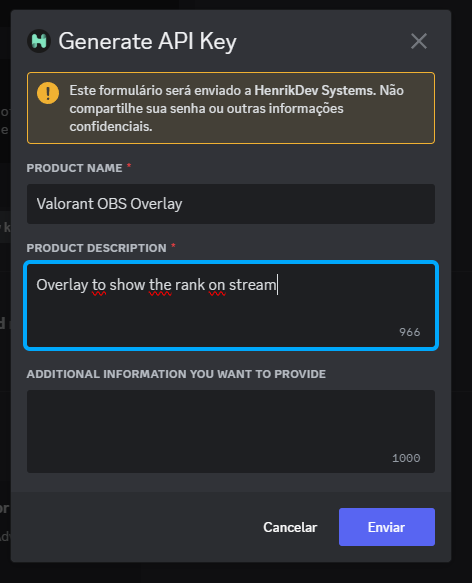 Generate API Key
Este formulário será enviado a HenrikDev Systems. Não
compartilhe sua senha ou outras informações
confidenciais.
PRODUCT NAME *
Valorant OBS Overlay
PRODUCT DESCRIPTION *
Overlay to show the rank on stream
966
ADDITIONAL INFORMATION YOU WANT TO PROVIDE
1000
Cancelar
Enviar